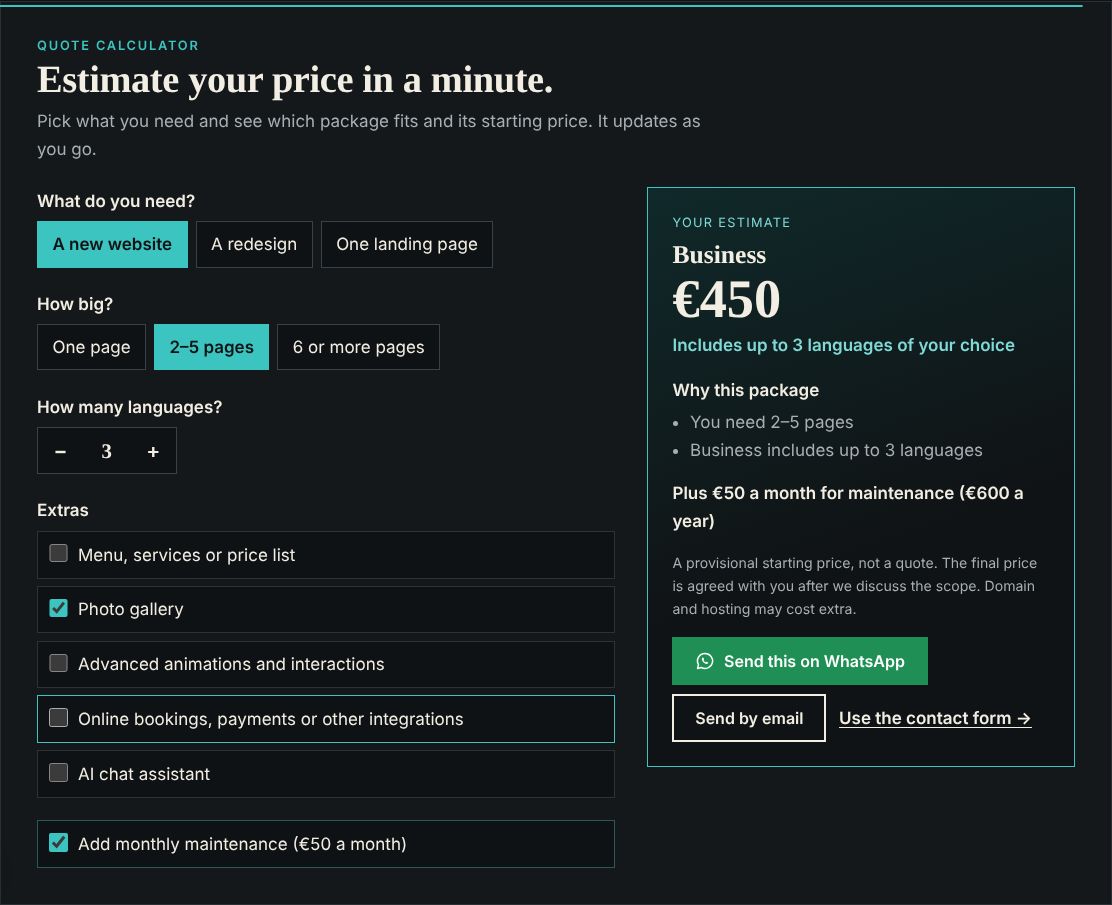 QUOTE CALCULATOR
Estimate your price in a minute.
Pick what you need and see which package fits and its starting price. It updates as
you go.
What do you need?
A new website
A redesign
One landing page
How big?
One page
2–5 pages
6 or more pages
How many languages?
− 3 +
Extras
Menu, services or price list
Photo gallery
Advanced animations and interactions
Online bookings, payments or other integrations
AI chat assistant
Add monthly maintenance (€50 a month)
YOUR ESTIMATE
Business
€450
Includes up to 3 languages of your choice
Why this package
• You need 2–5 pages
• Business includes up to 3 languages
Plus €50 a month for maintenance (€600 a
year)
A provisional starting price, not a quote. The final price
is agreed with you after we discuss the scope. Domain
and hosting may cost extra.
Send this on WhatsApp
Send by email
Use the contact form →